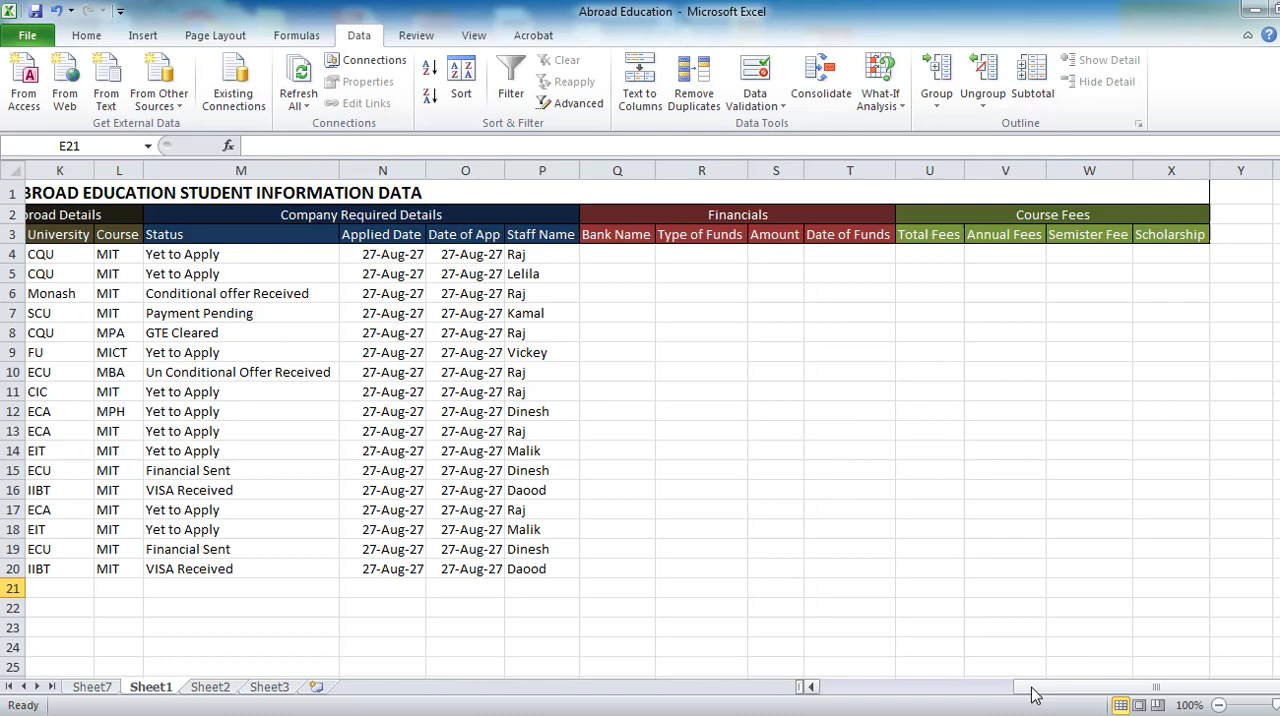 Abroad Education - Microsoft Excel
File Home Insert Page Layout Formulas Data Review View Acrobat
From Access From Web From Text From Other Sources Existing Connections Refresh All Connections Properties Edit Links Sort Filter Clear Reapply Advanced Text to Columns Remove Duplicates Data Validation Consolidate What-If Analysis Group Ungroup Subtotal Show Detail Hide Detail
Get External Data Connections Sort & Filter Data Tools Outline
E21 fx
K L M N O P Q R S T U V W X Y
1 BROAD EDUCATION STUDENT INFORMATION DATA
2 broad Details Company Required Details Financials Course Fees
3 University Course Status Applied Date Date of App Staff Name Bank Name Type of Funds Amount Date of Funds Total Fees Annual Fees Semister Fee Scholarship
4 CQU MIT Yet to Apply 27-Aug-27 27-Aug-27 Raj
5 CQU MIT Yet to Apply 27-Aug-27 27-Aug-27 Lelila
6 Monash MIT Conditional offer Received 27-Aug-27 27-Aug-27 Raj
7 SCU MIT Payment Pending 27-Aug-27 27-Aug-27 Kamal
8 CQU MPA GTE Cleared 27-Aug-27 27-Aug-27 Raj
9 FU MICT Yet to Apply 27-Aug-27 27-Aug-27 Vickey
10 ECU MBA Un Conditional Offer Received 27-Aug-27 27-Aug-27 Raj
11 CIC MIT Yet to Apply 27-Aug-27 27-Aug-27 Raj
12 ECA MPH Yet to Apply 27-Aug-27 27-Aug-27 Dinesh
13 ECA MIT Yet to Apply 27-Aug-27 27-Aug-27 Raj
14 EIT MIT Yet to Apply 27-Aug-27 27-Aug-27 Malik
15 ECU MIT Financial Sent 27-Aug-27 27-Aug-27 Dinesh
16 IIBT MIT VISA Received 27-Aug-27 27-Aug-27 Daood
17 ECA MIT Yet to Apply 27-Aug-27 27-Aug-27 Raj
18 EIT MIT Yet to Apply 27-Aug-27 27-Aug-27 Malik
19 ECU MIT Financial Sent 27-Aug-27 27-Aug-27 Dinesh
20 IIBT MIT VISA Received 27-Aug-27 27-Aug-27 Daood
21
22
23
24
25
Sheet7 Sheet1 Sheet2 Sheet3
Ready 100%